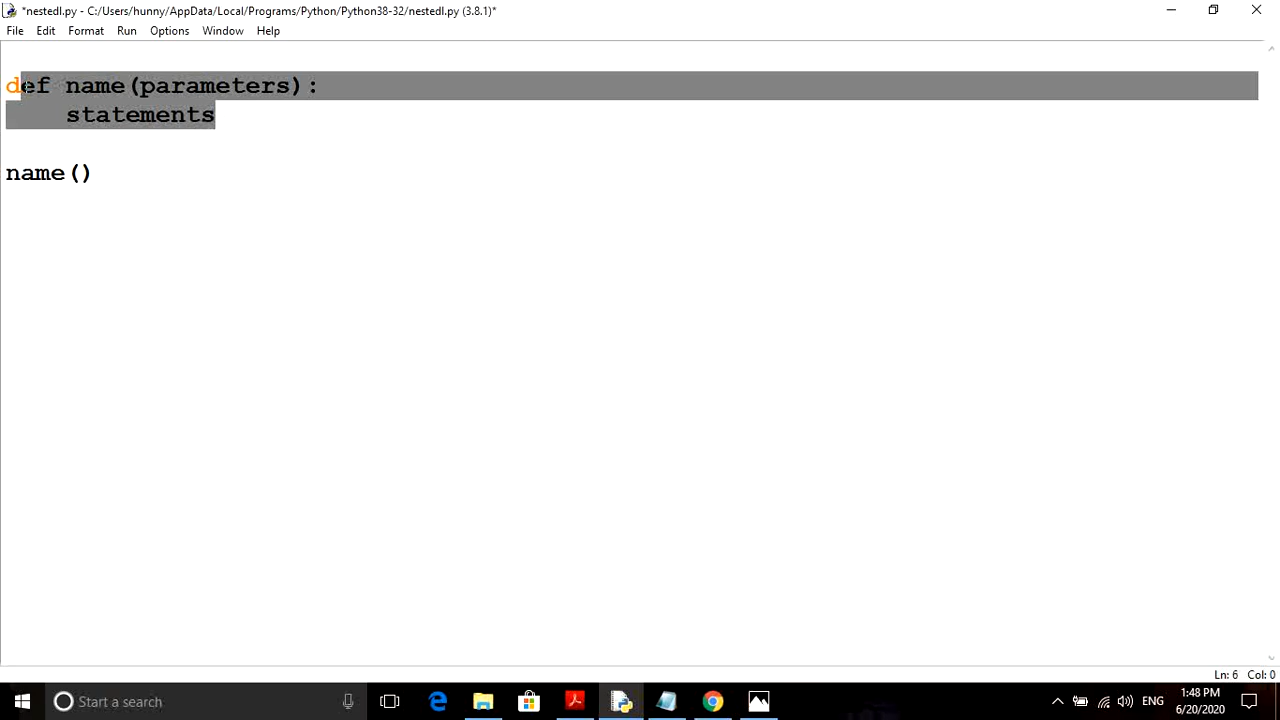 *nestedl.py - C:/Users/hunny/AppData/Local/Programs/Python/Python38-32/nestedl.py (3.8.1)*
File Edit Format Run Options Window Help
def name(parameters):
statements
name()
Ln: 6 Col: 0
Start a search
ENG
1:48 PM
6/20/2020